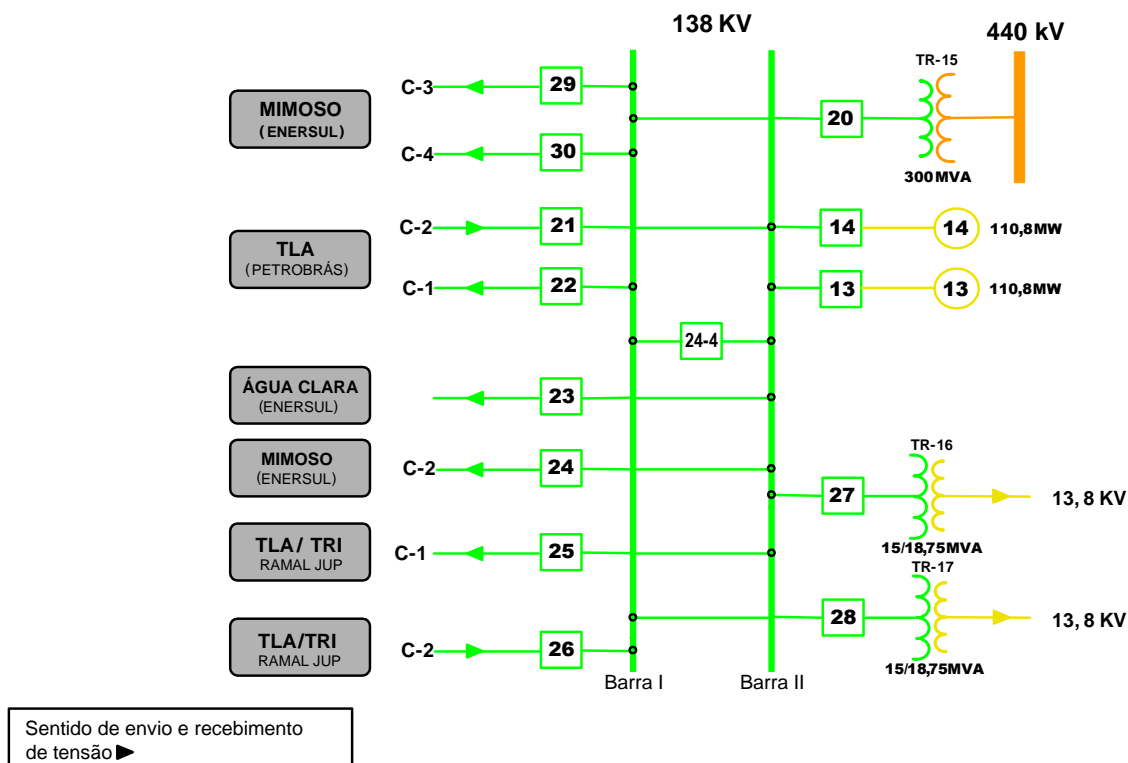 138 KV
440 kV
TR-15
MIMOSO
(ENERSUL)
C-3
29
20
300MVA
C-4
30
TLA
(PETROBRÁS)
C-2
21
14
14
110,8MW
C-1
22
13
13
110,8MW
24-4
ÁGUA CLARA
(ENERSUL)
23
MIMOSO
(ENERSUL)
C-2
24
TR-16
27
13, 8 KV
15/18,75MVA
TLA/ TRI
RAMAL JUP
C-1
25
TR-17
28
13, 8 KV
15/18,75MVA
TLA/TRI
RAMAL JUP
C-2
26
Barra I
Barra II
Sentido de envio e recebimento
de tensão